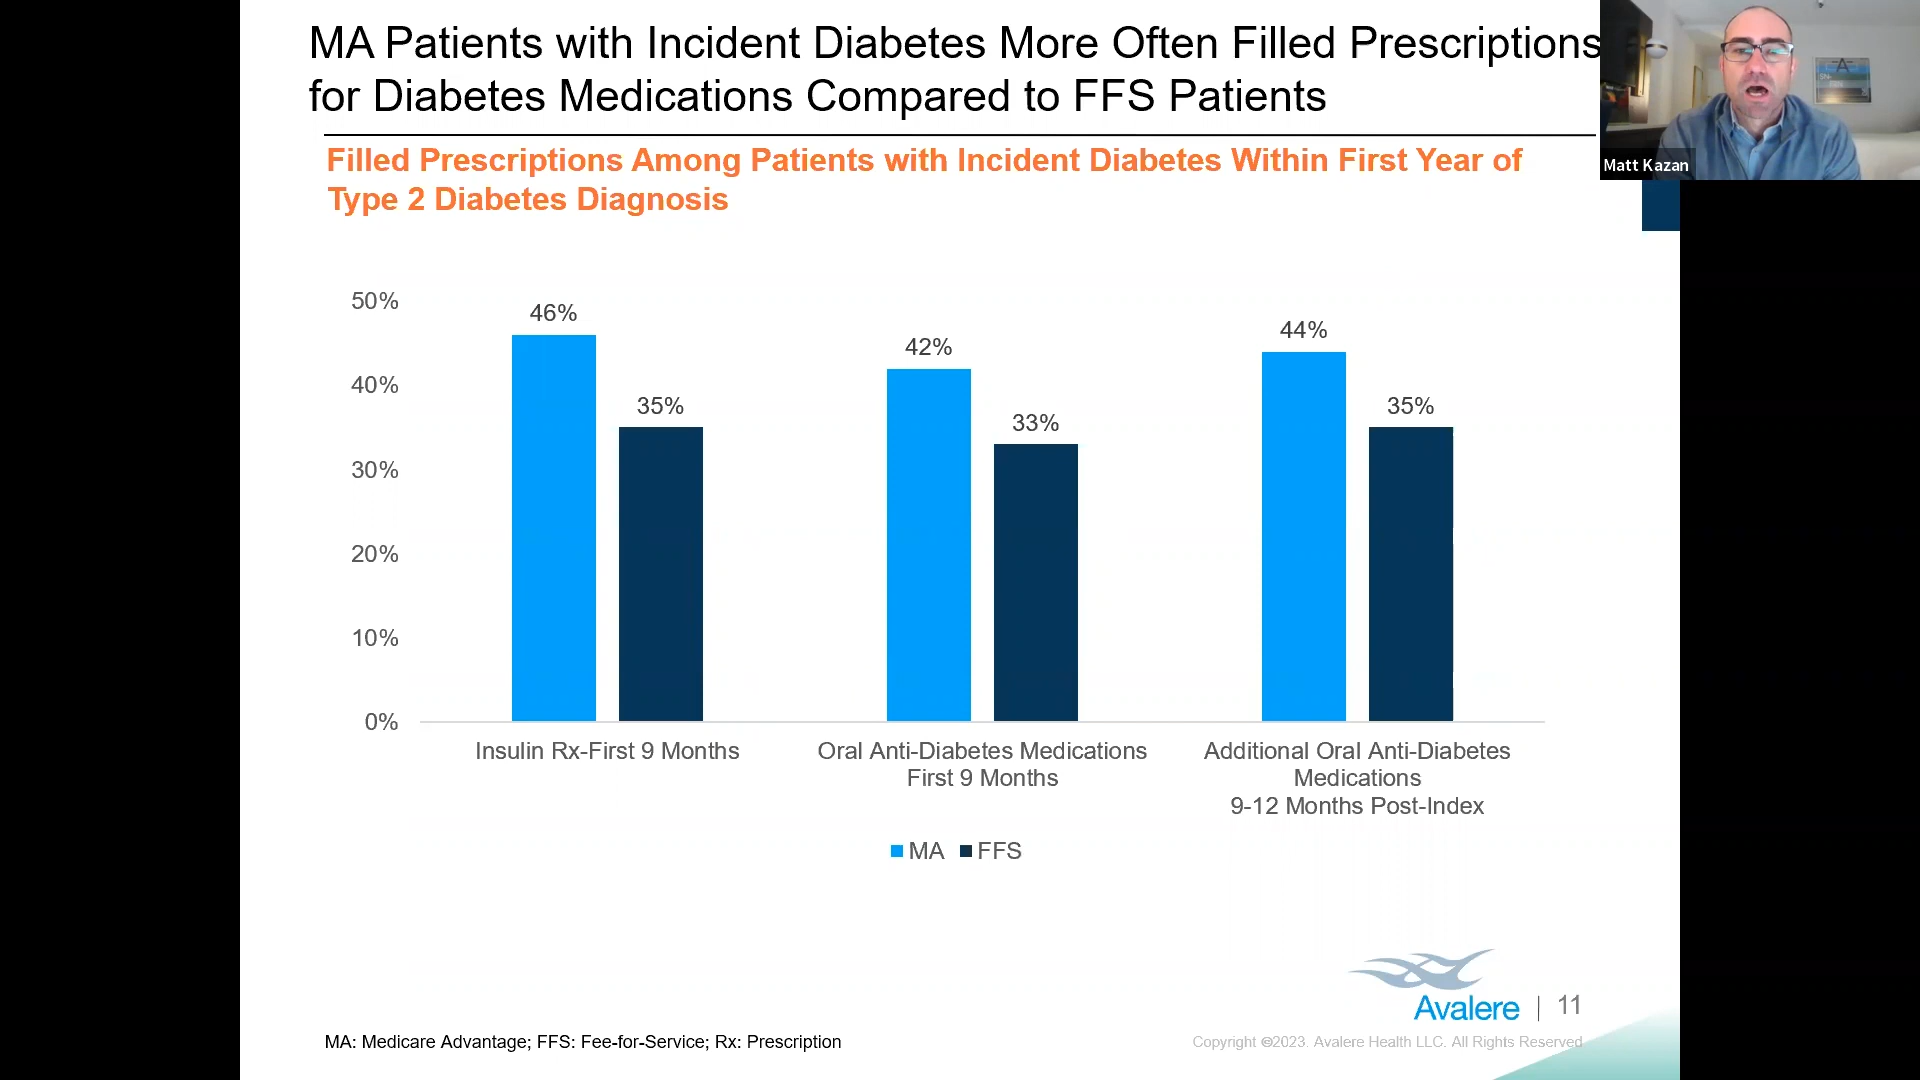 MA Patients with Incident Diabetes More Often Filled Prescriptions
for Diabetes Medications Compared to FFS Patients
Matt Kazan
Filled Prescriptions Among Patients with Incident Diabetes Within First Year of
Type 2 Diabetes Diagnosis
50%
40%
30%
20%
10%
0%
46%
35%
42%
33%
44%
35%
Insulin Rx-First 9 Months
Oral Anti-Diabetes Medications
First 9 Months
Additional Oral Anti-Diabetes
Medications
9-12 Months Post-Index
MA FFS
Avalere | 11
MA: Medicare Advantage; FFS: Fee-for-Service; Rx: Prescription
Copyright ©2023. Avalere Health LLC. All Rights Reserved